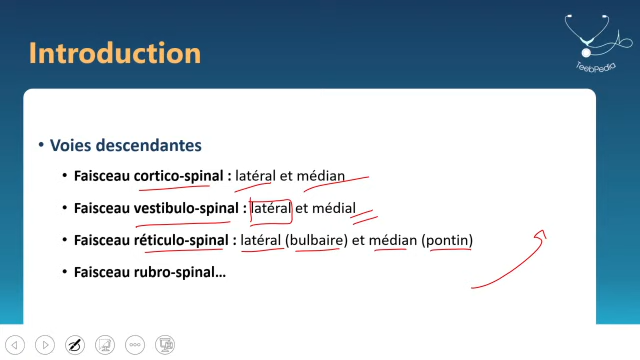 Introduction
TeebPedia
• Voies descendantes
• Faisceau cortico-spinal : latéral et médian
• Faisceau vestibulo-spinal : latéral et médial
• Faisceau réticulo-spinal : latéral (bulbaire) et médian (pontin)
• Faisceau rubro-spinal...